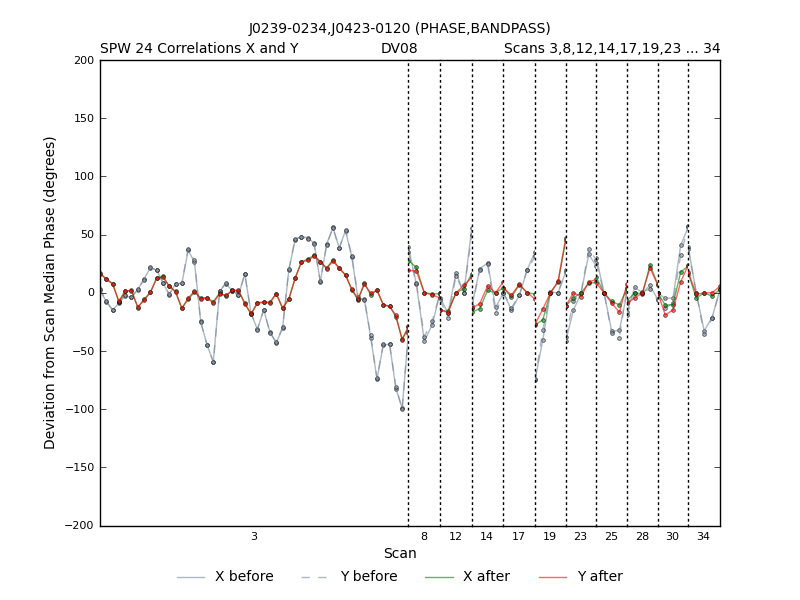 J0239-0234,J0423-0120 (PHASE,BANDPASS)
SPW 24 Correlations X and Y DV08 Scans 3,8,12,14,17,19,23 ... 34
200
150
100
50
0
−50
−100
−150
−200
Deviation from Scan Median Phase (degrees)
3 8 12 14 17 19 23 25 28 30 34
Scan
X before Y before X after Y after